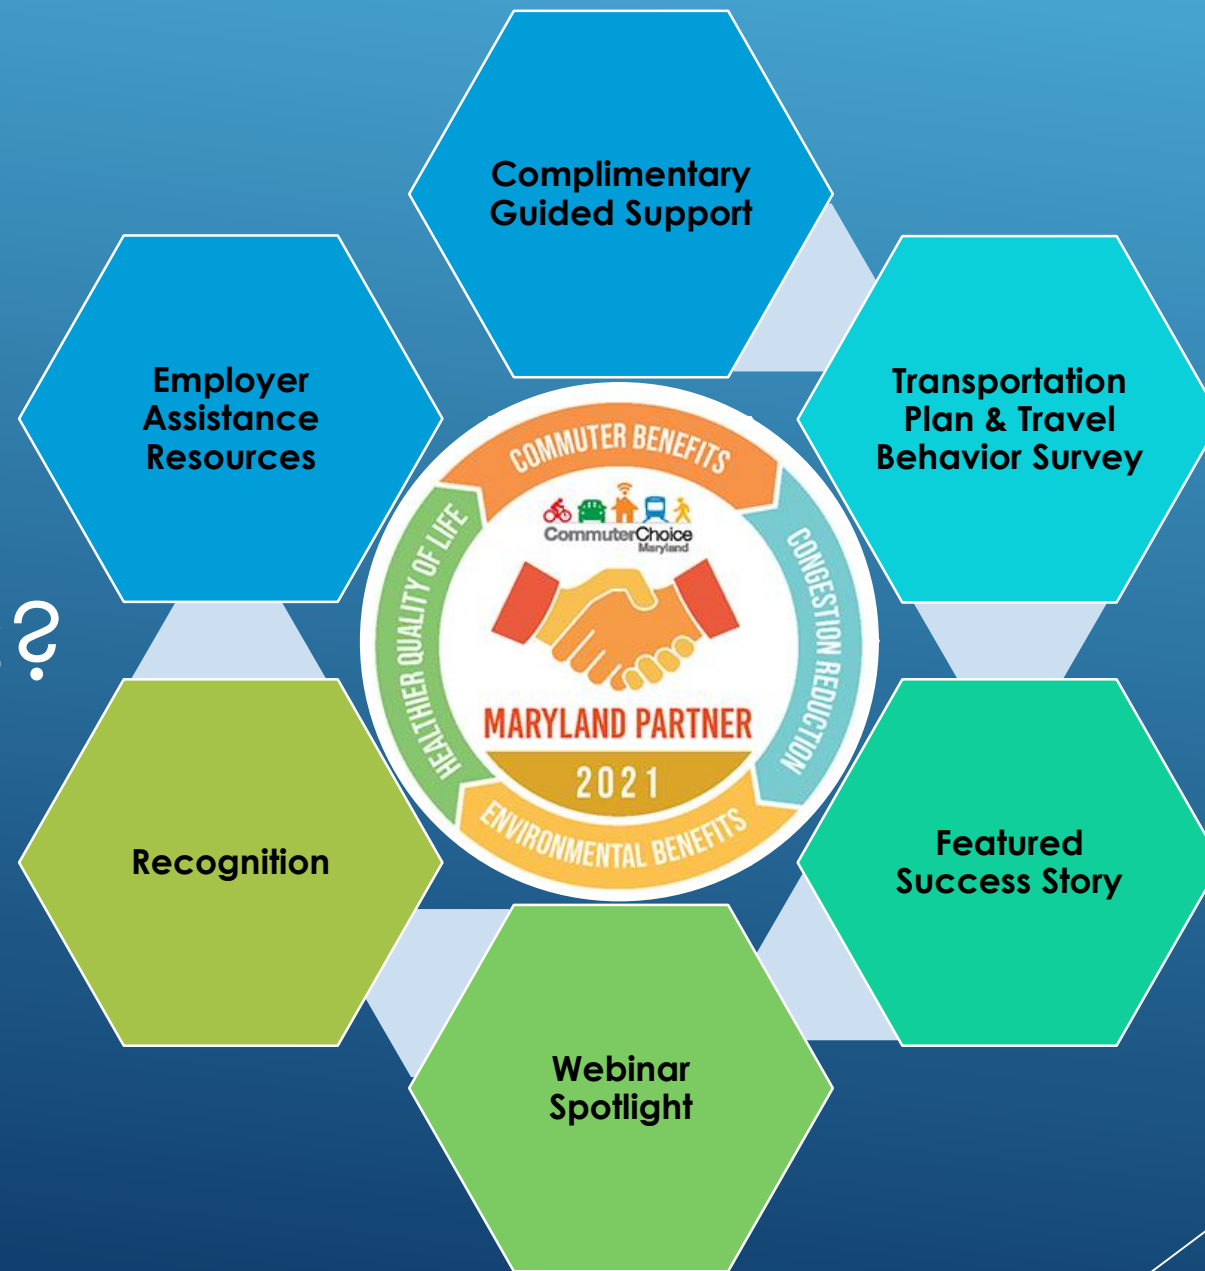 Complimentary
Guided Support
Employer
Assistance
Resources
Transportation
Plan & Travel
Behavior Survey
COMMUTER BENEFITS
CommuterChoice
Maryland
HEALTHIER QUALITY OF LIFE
CONGESTION REDUCTION
MARYLAND PARTNER
2021
ENVIRONMENTAL BENEFITS
?
Recognition
Featured
Success Story
Webinar
Spotlight